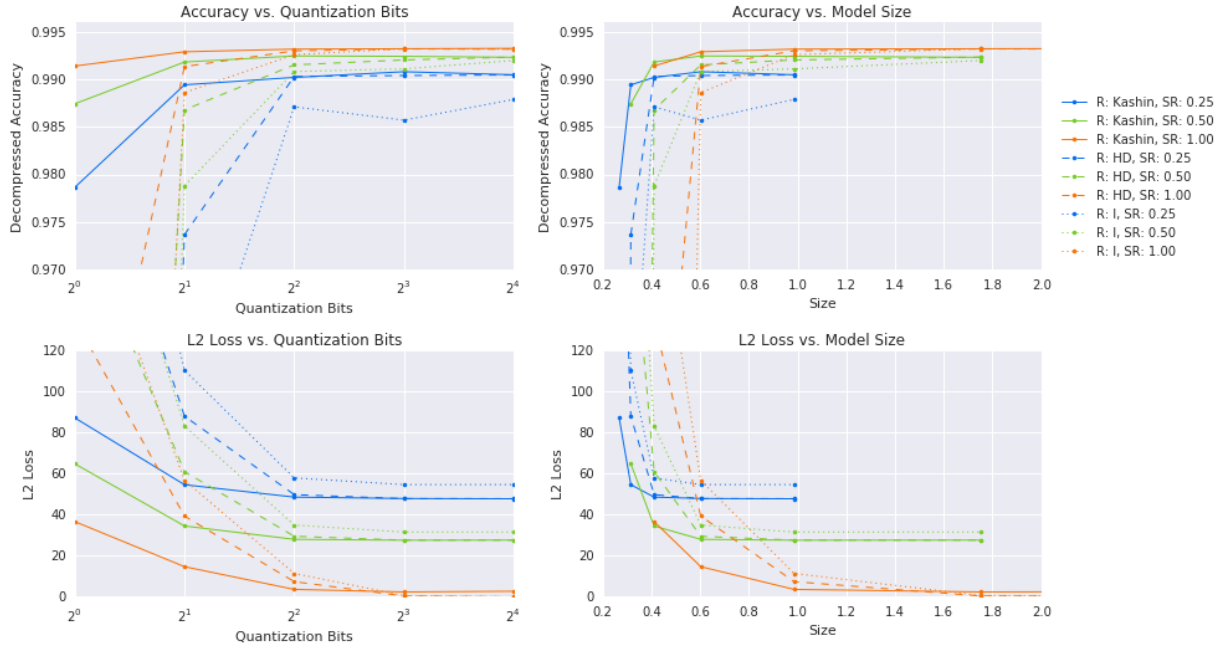 Accuracy vs. Quantization Bits
Decompressed Accuracy
0.995
0.990
0.985
0.980
0.975
0.970
2^0
2^1
2^2
2^3
2^4
Quantization Bits
Accuracy vs. Model Size
Decompressed Accuracy
0.995
0.990
0.985
0.980
0.975
0.970
0.2
0.4
0.6
0.8
1.0
1.2
1.4
1.6
1.8
2.0
Size
R: Kashin, SR: 0.25
R: Kashin, SR: 0.50
R: Kashin, SR: 1.00
R: HD, SR: 0.25
R: HD, SR: 0.50
R: HD, SR: 1.00
R: I, SR: 0.25
R: I, SR: 0.50
R: I, SR: 1.00
L2 Loss vs. Quantization Bits
L2 Loss
120
100
80
60
40
20
0
2^0
2^1
2^2
2^3
2^4
Quantization Bits
L2 Loss vs. Model Size
L2 Loss
120
100
80
60
40
20
0
0.2
0.4
0.6
0.8
1.0
1.2
1.4
1.6
1.8
2.0
Size